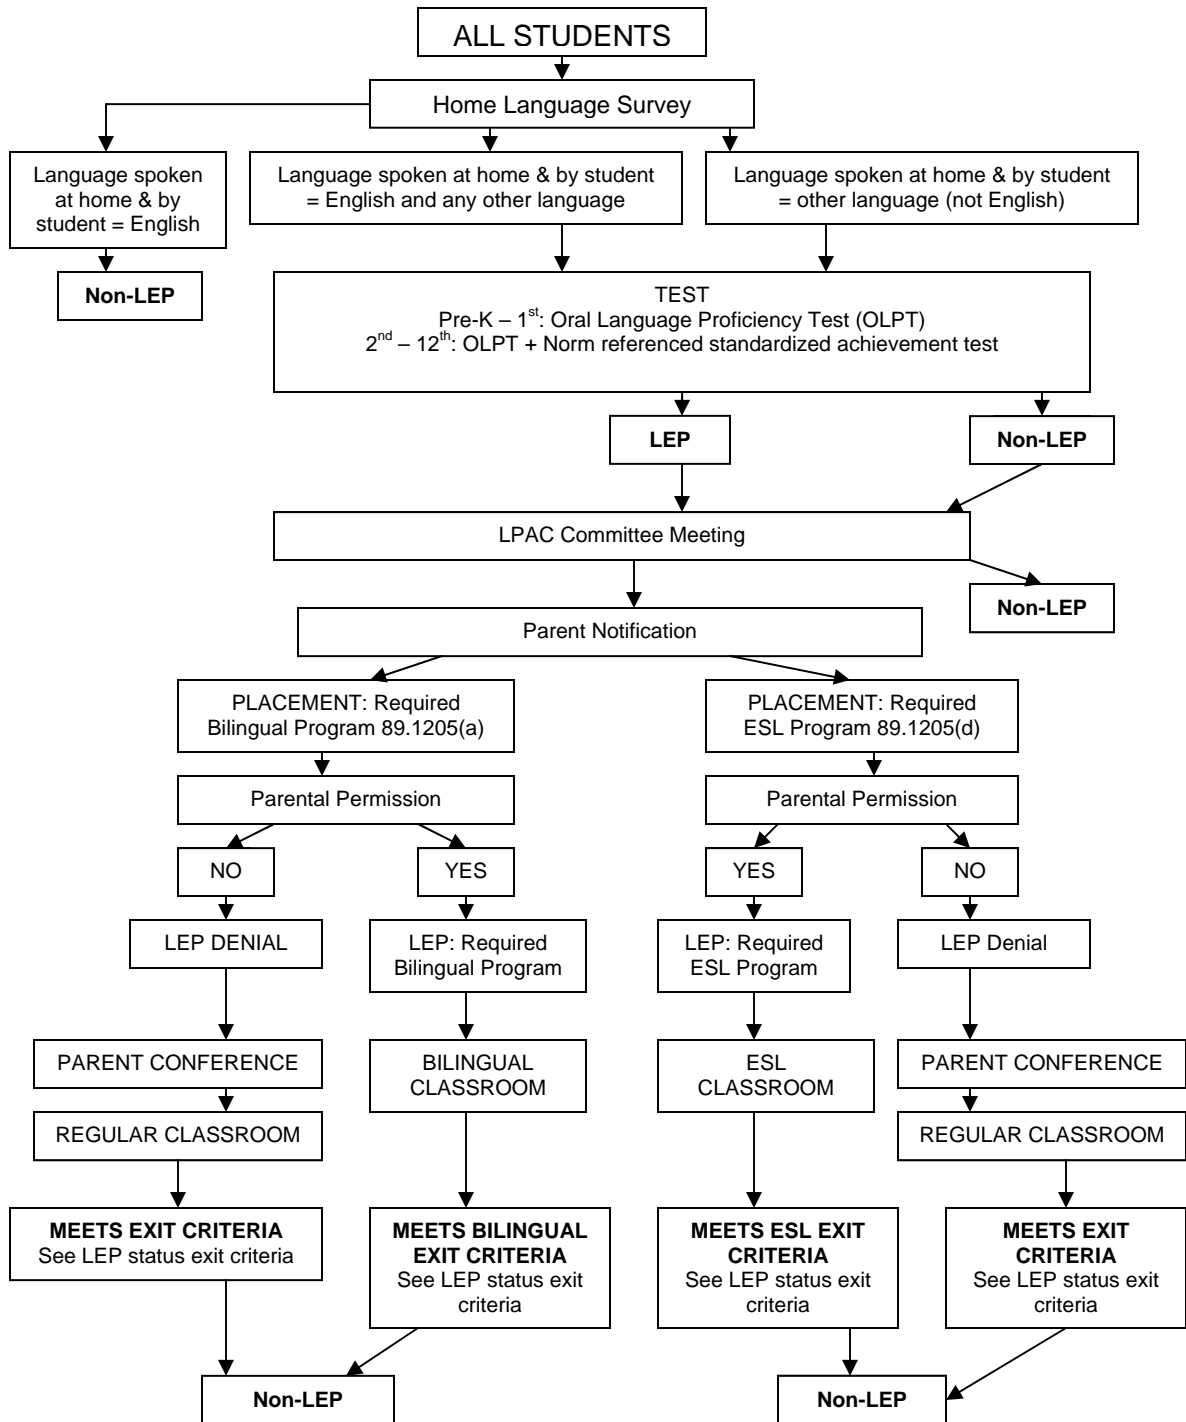 ALL STUDENTS
Home Language Survey
Language spoken
at home & by
student = English
Language spoken at home & by student
= English and any other language
Language spoken at home & by student
= other language (not English)
Non-LEP
TEST
Pre-K – 1st: Oral Language Proficiency Test (OLPT)
2nd – 12th: OLPT + Norm referenced standardized achievement test
LEP
Non-LEP
LPAC Committee Meeting
Non-LEP
Parent Notification
PLACEMENT: Required
Bilingual Program 89.1205(a)
PLACEMENT: Required
ESL Program 89.1205(d)
Parental Permission
Parental Permission
NO
YES
YES
NO
LEP DENIAL
LEP: Required
Bilingual Program
LEP: Required
ESL Program
LEP Denial
PARENT CONFERENCE
BILINGUAL
CLASSROOM
ESL
CLASSROOM
PARENT CONFERENCE
REGULAR CLASSROOM
REGULAR CLASSROOM
MEETS EXIT CRITERIA
See LEP status exit criteria
MEETS BILINGUAL
EXIT CRITERIA
See LEP status exit
criteria
MEETS ESL EXIT
CRITERIA
See LEP status exit
criteria
MEETS EXIT
CRITERIA
See LEP status exit
criteria
Non-LEP
Non-LEP